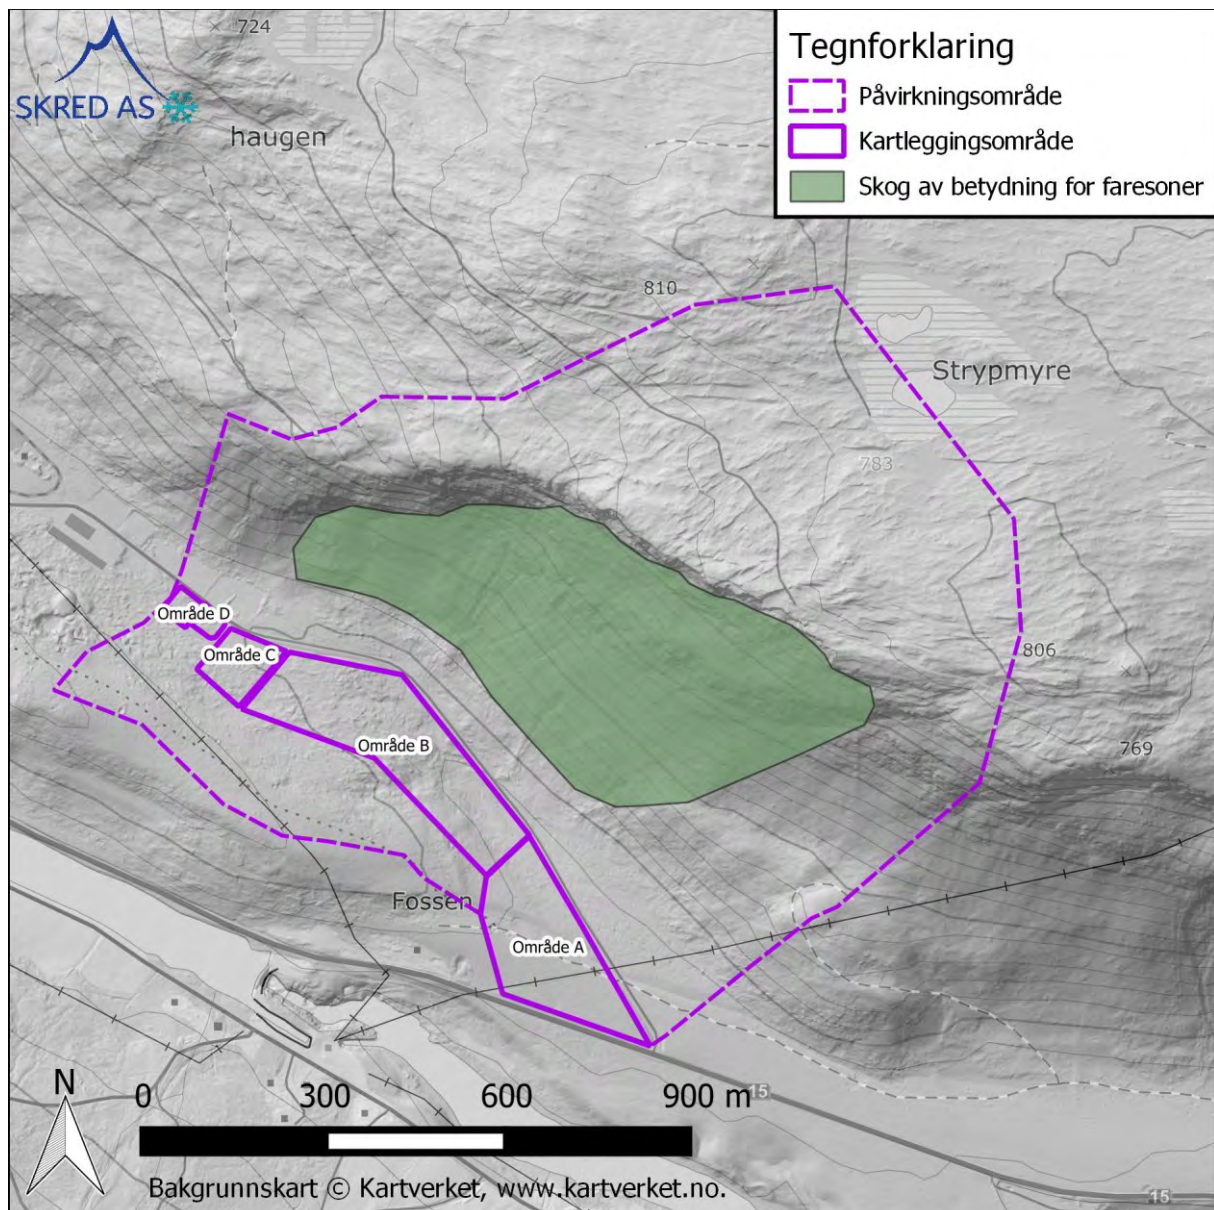 724
SKRED AS
haugen
Tegnforklaring
Påvirkningsområde
Kartleggingsområde
Skog av betydning for faresoner
810
Strypmyre
783
Område D
Område C
806
Område B
769
Fossen
Område A
N
0 300 600 900 m
15
Bakgrunnskart © Kartverket, www.kartverket.no.
15